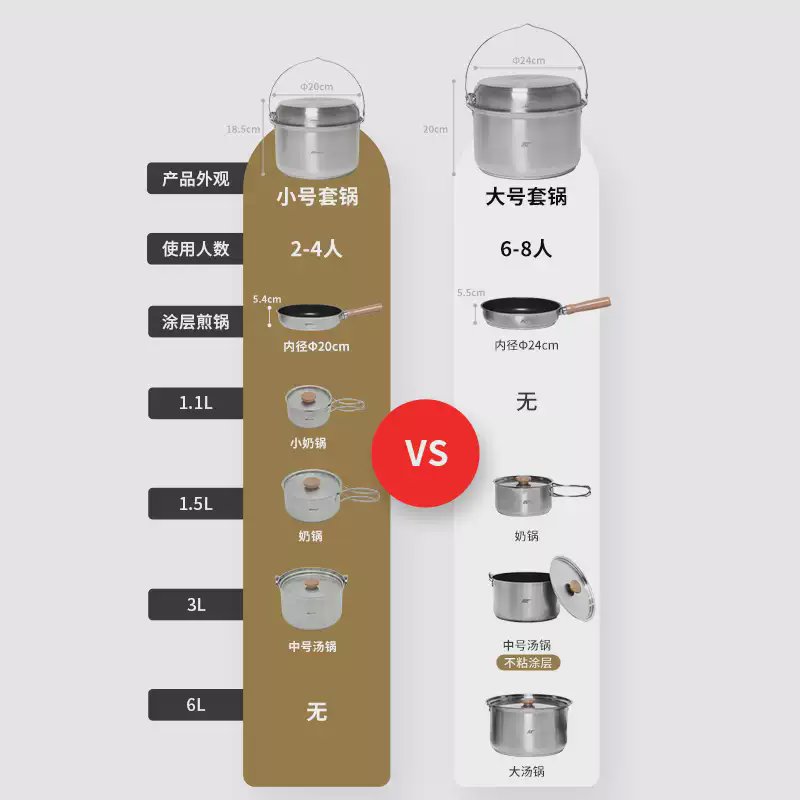 Φ20cm
Φ24cm
18.5cm
20cm
产品外观
小号套锅
大号套锅
使用人数
2-4人
6-8人
5.4cm
5.5cm
涂层煎锅
内径Φ20cm
内径Φ24cm
1.1L
小奶锅
无
VS
1.5L
奶锅
奶锅
3L
中号汤锅
中号汤锅
不粘涂层
6L
无
大汤锅